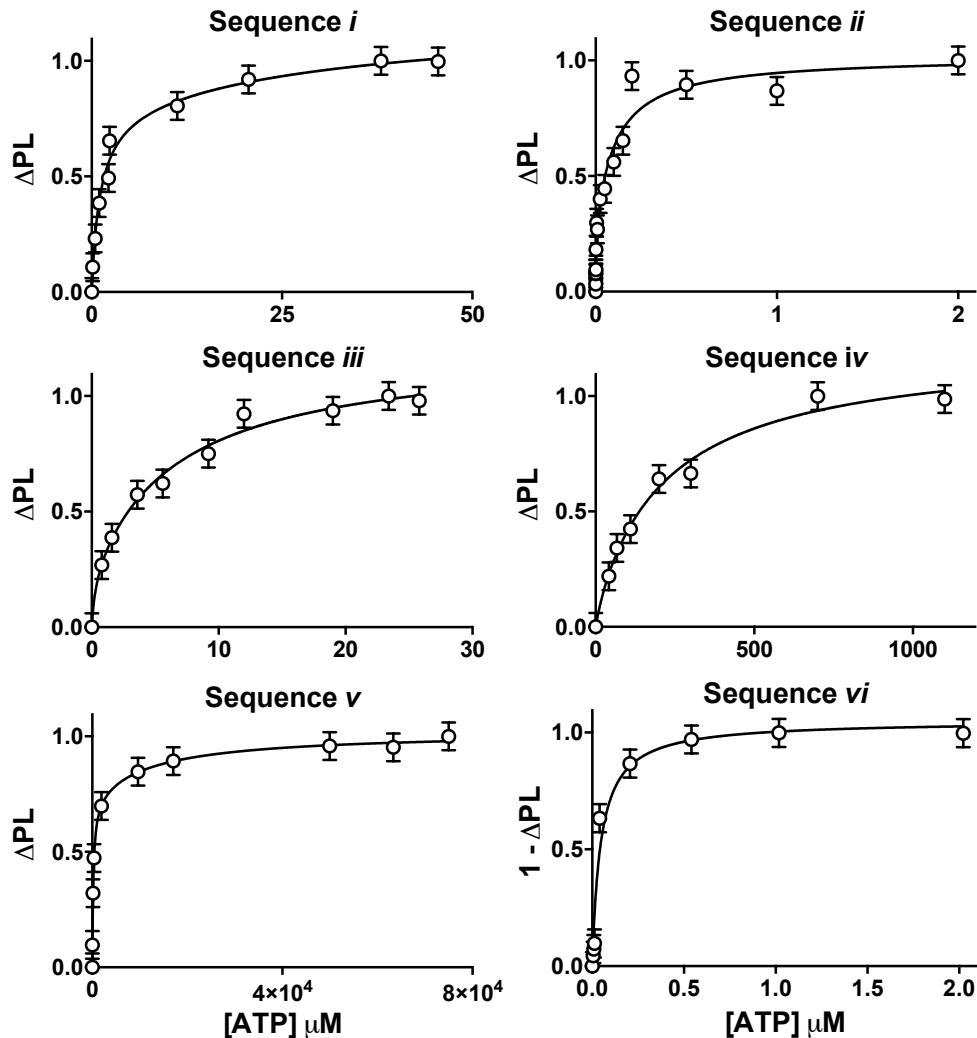 Sequence i
1.0
0.5
0.0
ΔPL
0 25 50
Sequence ii
1.0
0.5
0.0
ΔPL
0 1 2
Sequence iii
1.0
0.5
0.0
ΔPL
0 10 20 30
Sequence iv
1.0
0.5
0.0
ΔPL
0 500 1000
Sequence v
1.0
0.5
0.0
ΔPL
0 4×10⁴ 8×10⁴
[ATP] μM
Sequence vi
1.0
0.5
0.0
1 - ΔPL
0.0 0.5 1.0 1.5 2.0
[ATP] μM